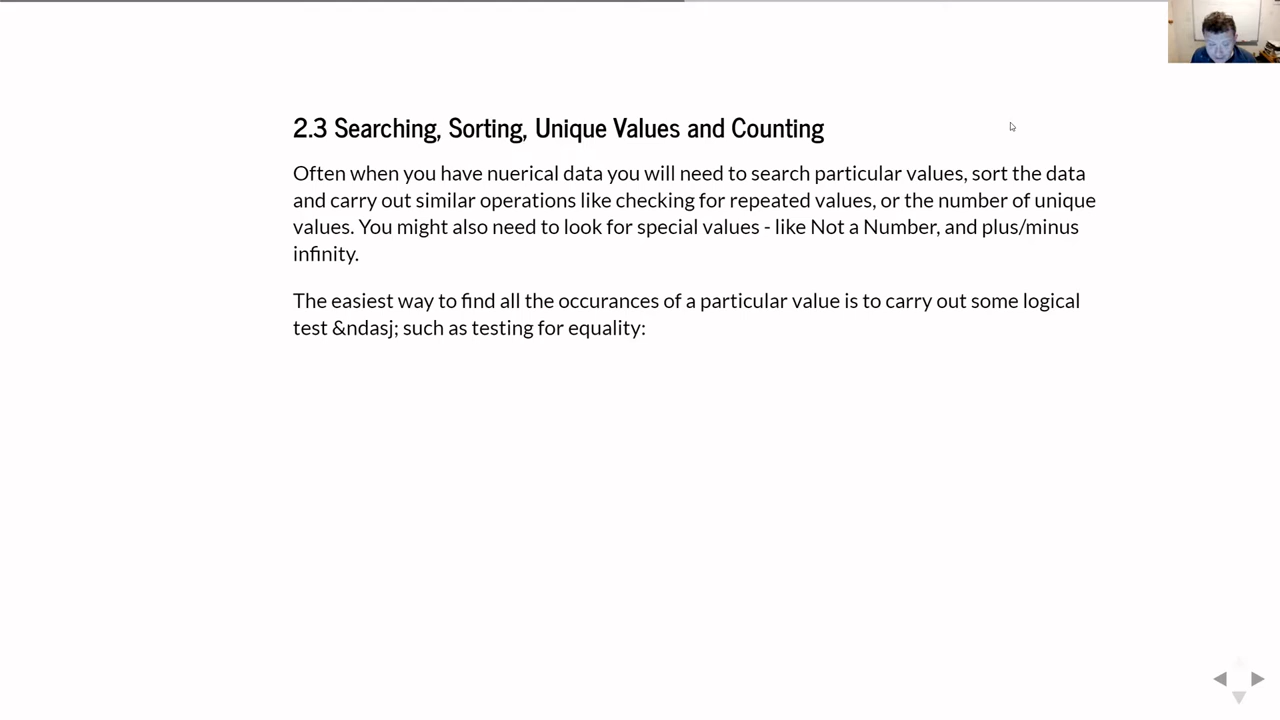 2.3 Searching, Sorting, Unique Values and Counting
Often when you have nuerical data you will need to search particular values, sort the data
and carry out similar operations like checking for repeated values, or the number of unique
values. You might also need to look for special values - like Not a Number, and plus/minus
infinity.
The easiest way to find all the occurances of a particular value is to carry out some logical
test &ndasj; such as testing for equality: